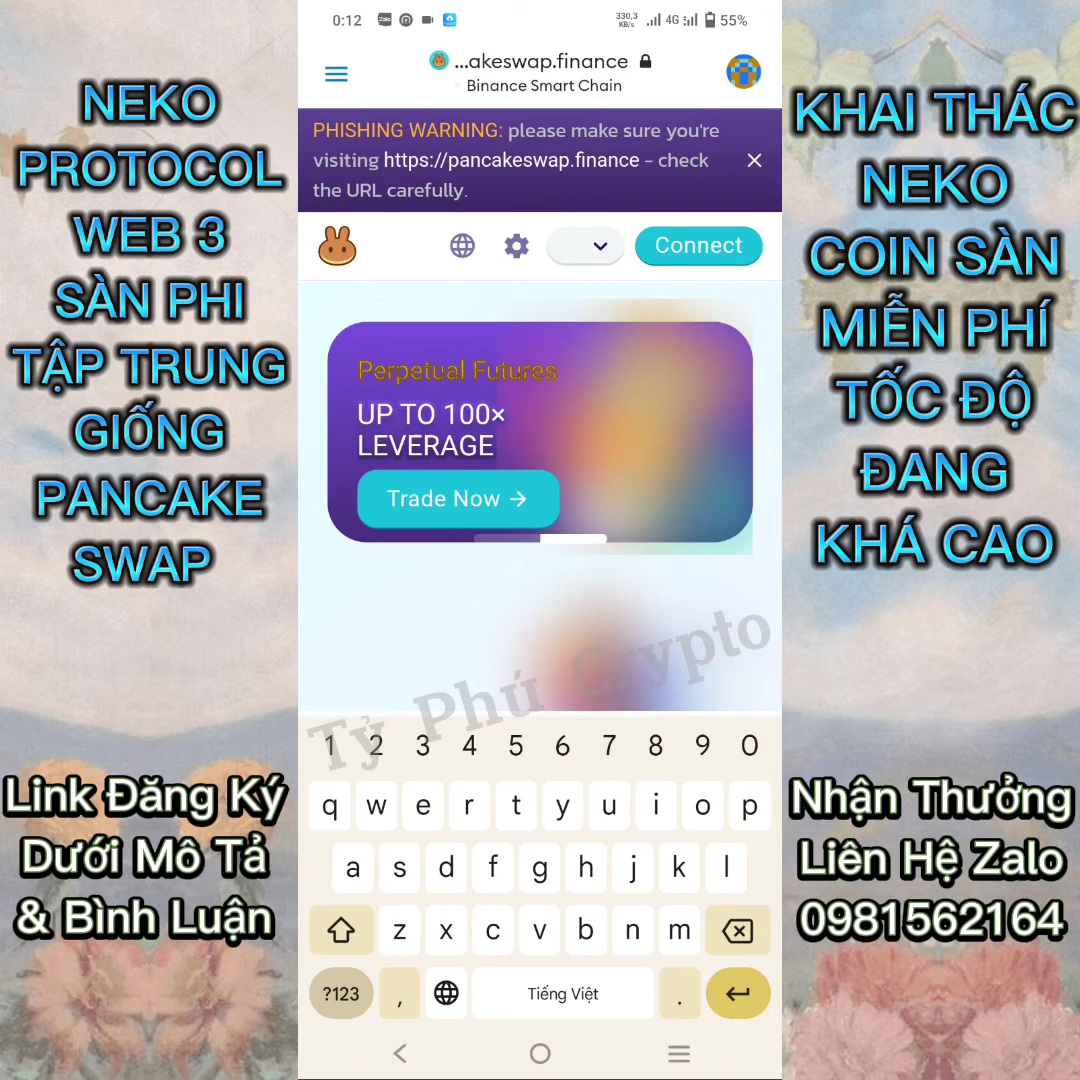 NEKO
PROTOCOL
WEB 3
SÀN PHI
TẬP TRUNG
GIỐNG
PANCAKE
SWAP
Link Đăng Ký
Dưới Mô Tả
& Bình Luận
0:12
Zalo
330,3
KB/s
4G
55%
...akeswap.finance
Binance Smart Chain
PHISHING WARNING: please make sure you're
visiting https://pancakeswap.finance - check
the URL carefully.
Connect
Perpetual Futures
UP TO 100×
LEVERAGE
Trade Now →
Tỷ Phú Crypto
1 2 3 4 5 6 7 8 9 0
q w e r t y u i o p
a s d f g h j k l
z x c v b n m
?123 , Tiếng Việt .
KHAI THÁC
NEKO
COIN SÀN
MIỄN PHÍ
TỐC ĐỘ
ĐANG
KHÁ CAO
Nhận Thưởng
Liên Hệ Zalo
0981562164